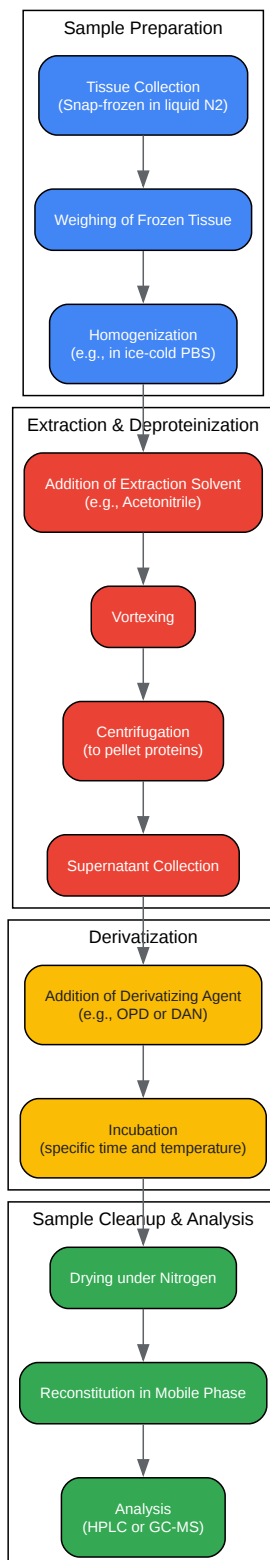 Sample Preparation
Tissue Collection
(Snap-frozen in liquid N2)
Weighing of Frozen Tissue
Homogenization
(e.g., in ice-cold PBS)
Extraction & Deproteinization
Addition of Extraction Solvent
(e.g., Acetonitrile)
Vortexing
Centrifugation
(to pellet proteins)
Supernatant Collection
Derivatization
Addition of Derivatizing Agent
(e.g., OPD or DAN)
Incubation
(specific time and temperature)
Sample Cleanup & Analysis
Drying under Nitrogen
Reconstitution in Mobile Phase
Analysis
(HPLC or GC-MS)